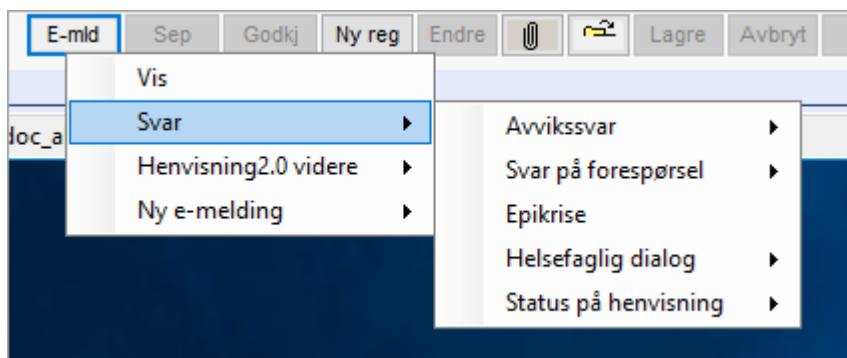 E-mld Sep Godkj Ny reg Endre Lagre Avbryt
Vis
Svar
doc_a
Henvisning2.0 videre
Ny e-melding
Avvikssvar
Svar på forespørsel
Epikrise
Helsefaglig dialog
Status på henvisning